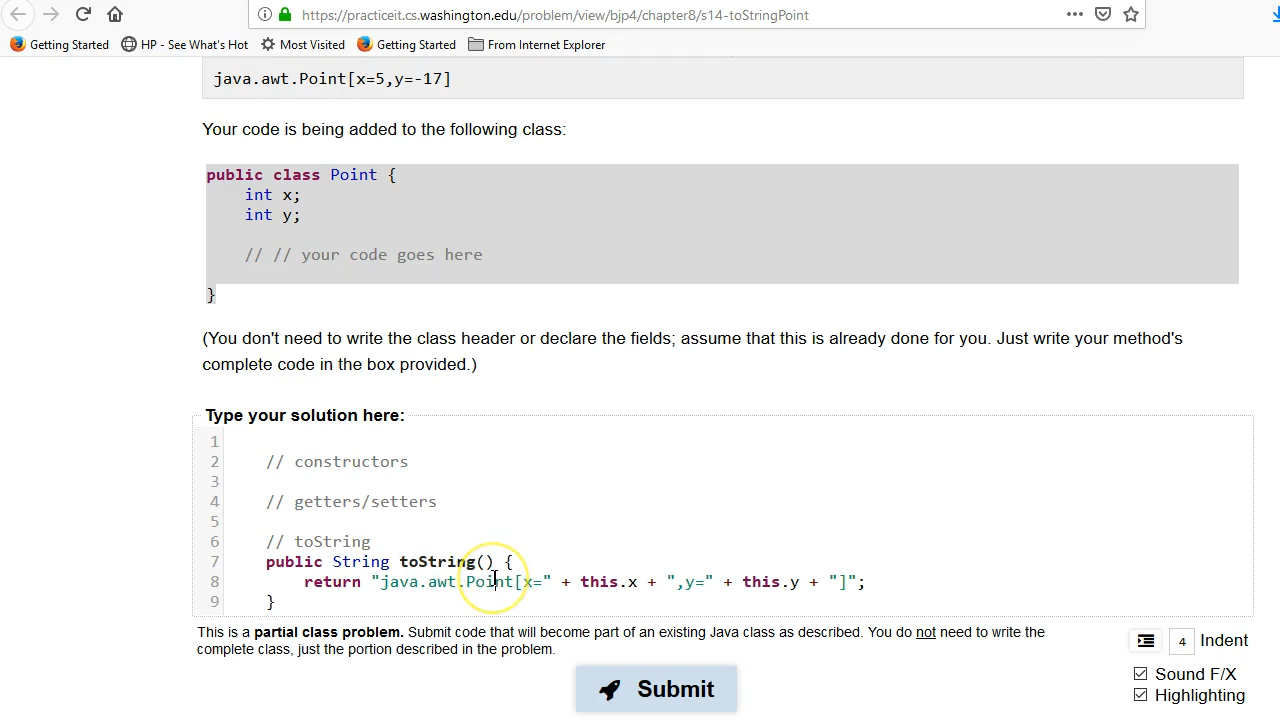 https://practiceit.cs.washington.edu/problem/view/bjp4/chapter8/s14-toStringPoint
Getting Started HP - See What's Hot Most Visited Getting Started From Internet Explorer
java.awt.Point[x=5,y=-17]
Your code is being added to the following class:
public class Point {
int x;
int y;
// // your code goes here
}
(You don't need to write the class header or declare the fields; assume that this is already done for you. Just write your method's
complete code in the box provided.)
Type your solution here:
1
2 // constructors
3
4 // getters/setters
5
6 // toString
7 public String toString() {
8 return "java.awt.Point[x=" + this.x + ",y=" + this.y + "]";
9 }
This is a partial class problem. Submit code that will become part of an existing Java class as described. You do not need to write the
complete class, just the portion described in the problem.
4 Indent
Submit
Sound F/X
Highlighting